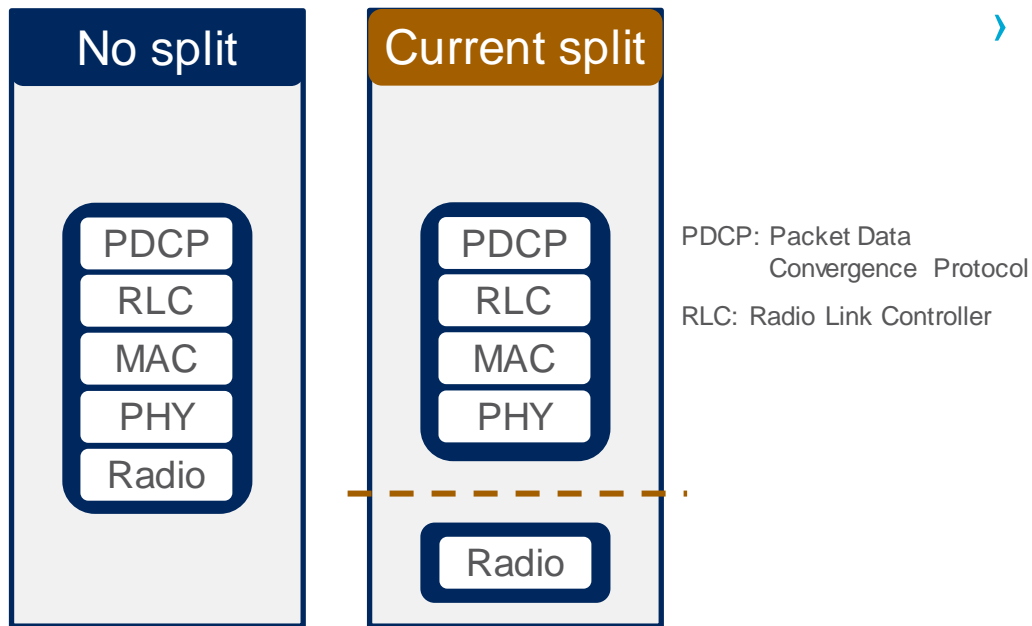 No split
PDCP
RLC
MAC
PHY
Radio
Current split
PDCP
RLC
MAC
PHY
Radio
PDCP: Packet Data
Convergence Protocol
RLC: Radio Link Controller